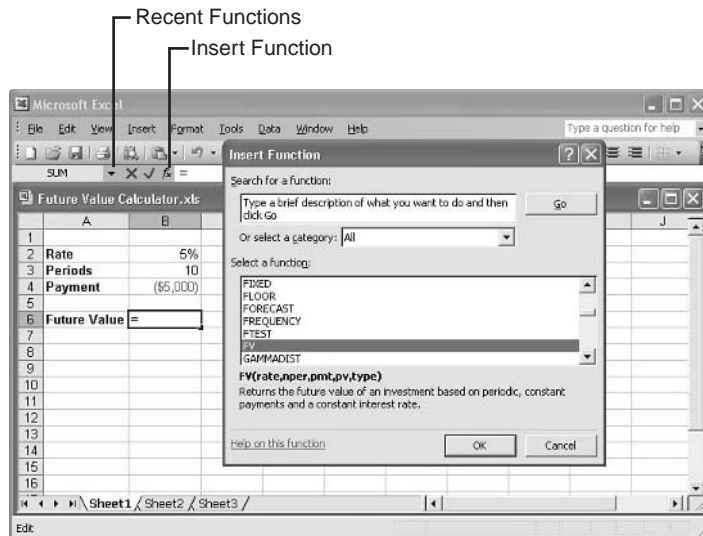 Recent Functions
Insert Function
Microsoft Excel
File Edit View Insert Format Tools Data Window Help Type a question for help
SUM fx =
Insert Function
Search for a function:
Type a brief description of what you want to do and then
click Go
Go
Or select a category: All
Select a function:
FIXED
FLOOR
FORECAST
FREQUENCY
FTEST
FV
GAMMADIST
FV(rate,nper,pmt,pv,type)
Returns the future value of an investment based on periodic, constant
payments and a constant interest rate.
Help on this function
OK Cancel
Future Value Calculator.xls
A B J
1
2 Rate 5%
3 Periods 10
4 Payment ($5,000)
5
6 Future Value =
7
8
9
10
11
12
13
14
15
16
Sheet1 Sheet2 Sheet3
Edit